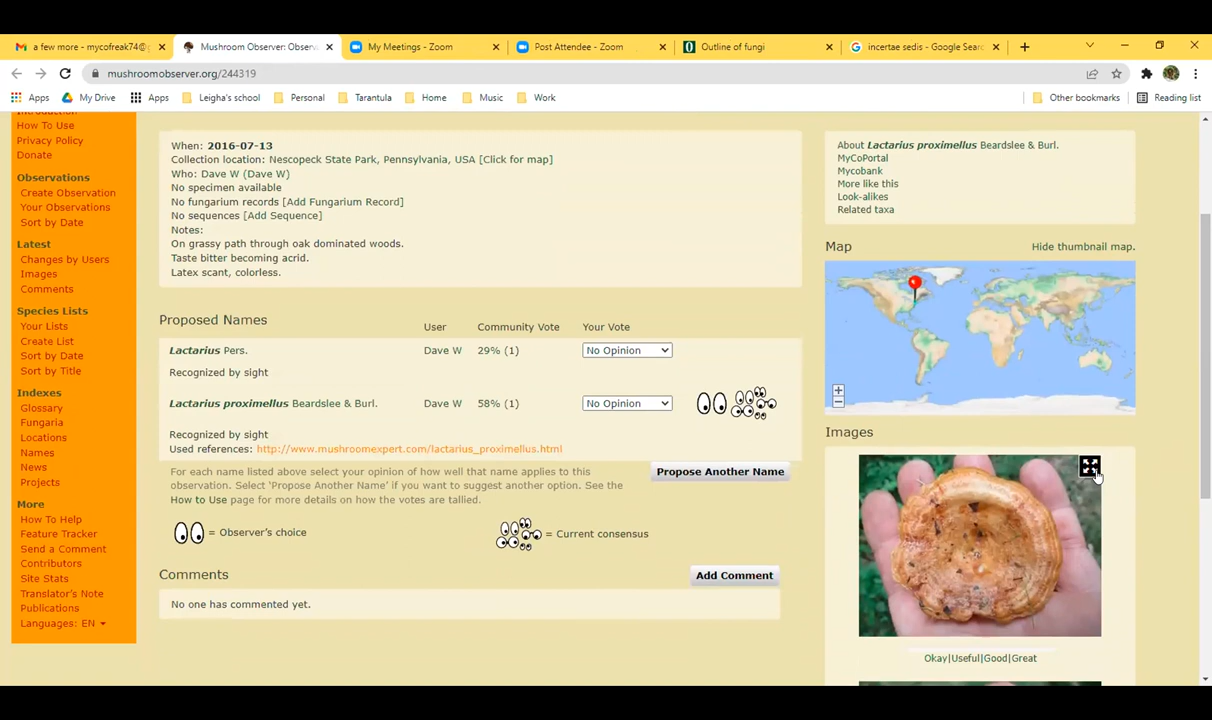 a few more - mycofreak74@g
Mushroom Observer: Observa
My Meetings - Zoom
Post Attendee - Zoom
Outline of fungi
incertae sedis - Google Sear
mushroomobserver.org/244319
Apps
My Drive
Apps
Leigha's school
Personal
Tarantula
Home
Music
Work
Other bookmarks
Reading list
How To Use
Privacy Policy
Donate
Observations
Create Observation
Your Observations
Sort by Date
Latest
Changes by Users
Images
Comments
Species Lists
Your Lists
Create List
Sort by Date
Sort by Title
Indexes
Glossary
Fungaria
Locations
Names
News
Projects
More
How To Help
Feature Tracker
Send a Comment
Contributors
Site Stats
Translator's Note
Publications
Languages: EN
When: 2016-07-13
Collection location: Nescopeck State Park, Pennsylvania, USA [Click for map]
Who: Dave W (Dave W)
No specimen available
No fungarium records [Add Fungarium Record]
No sequences [Add Sequence]
Notes:
On grassy path through oak dominated woods.
Taste bitter becoming acrid.
Latex scant, colorless.
Proposed Names
User
Community Vote
Your Vote
Lactarius Pers.
Dave W
29% (1)
No Opinion
Recognized by sight
Lactarius proximellus Beardslee & Burl.
Dave W
58% (1)
No Opinion
Recognized by sight
Used references: http://www.mushroomexpert.com/lactarius_proximellus.html
For each name listed above select your opinion of how well that name applies to this
observation. Select 'Propose Another Name' if you want to suggest another option. See the
How to Use page for more details on how the votes are tallied.
Propose Another Name
= Observer's choice
= Current consensus
Comments
Add Comment
No one has commented yet.
About Lactarius proximellus Beardslee & Burl.
MyCoPortal
Mycobank
More like this
Look-alikes
Related taxa
Map
Hide thumbnail map.
+
−
Images
Okay|Useful|Good|Great